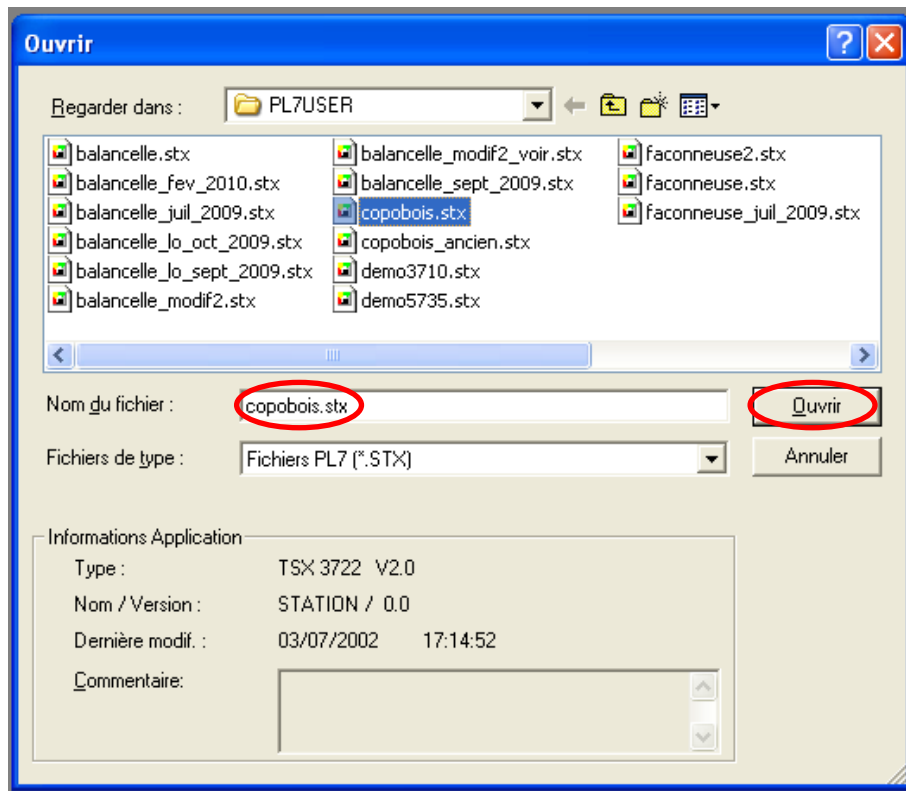 Ouvrir
Regarder dans :
PL7USER
balancelle.stx
balancelle_fev_2010.stx
balancelle_juil_2009.stx
balancelle_lo_oct_2009.stx
balancelle_lo_sept_2009.stx
balancelle_modif2.stx
balancelle_modif2_voir.stx
balancelle_sept_2009.stx
copobois.stx
copobois_ancien.stx
demo3710.stx
demo5735.stx
faconneuse2.stx
faconneuse.stx
faconneuse_juil_2009.stx
Nom du fichier :
copobois.stx
Ouvrir
Fichiers de type :
Fichiers PL7 (*.STX)
Annuler
Informations Application
Type : TSX 3722 V2.0
Nom / Version : STATION / 0.0
Dernière modif. : 03/07/2002 17:14:52
Commentaire: